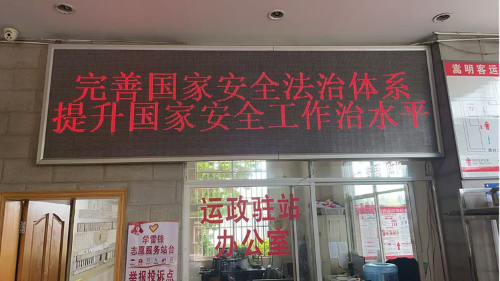 完善国家安全法治体系
提升国家安全工作治水平
嵩明客运
运政驻站
办公室
学雷锋
志愿服务站台
举报投诉点